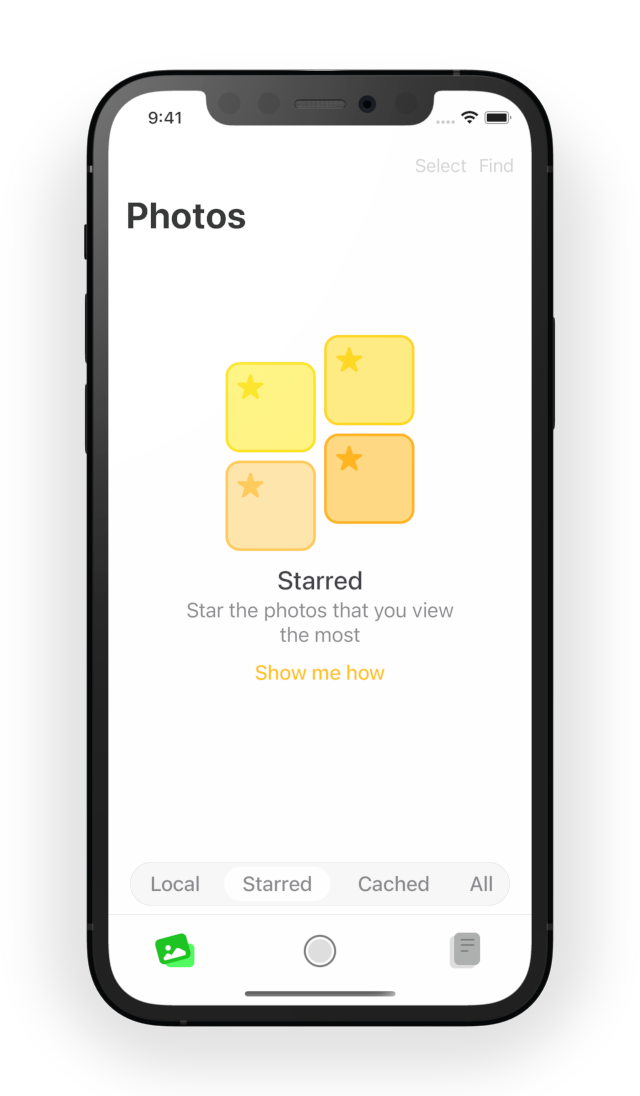 9:41
Select Find
Photos
Starred
Star the photos that you view
the most
Show me how
Local Starred Cached All